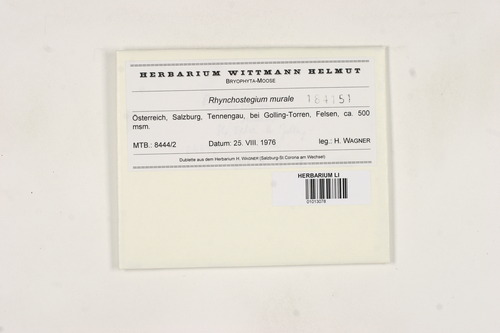 HERBARIUM WITTMANN HELMUT
BRYOPHYTA-MOOSE
Rhynchostegium murale 184151
Österreich, Salzburg, Tennengau, bei Golling-Torren, Felsen, ca. 500
msm.
MTB.: 8444/2 Datum: 25. VIII. 1976 leg.: H. WAGNER
Dublette aus dem Herbarium H. WAGNER (Salzburg-St.Corona am Wechsel)
HERBARIUM LI
01013078